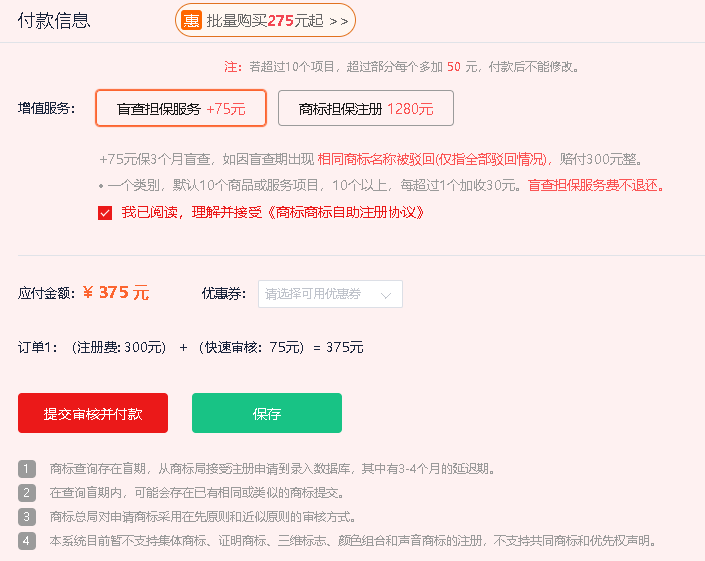 付款信息
惠 批量购买275元起 >>
注：若超过10个项目，超过部分每个多加 50 元，付款后不能修改。
增值服务： 盲查担保服务 +75元 商标担保注册 1280元
+75元保3个月盲查，如因盲查期出现 相同商标名称被驳回(仅指全部驳回情况)，赔付300元整。
• 一个类别，默认10个商品或服务项目，10个以上，每超过1个加收30元。盲查担保服务费不退还。
我已阅读，理解并接受《商标商标自助注册协议》
应付金额：¥ 375 元 优惠券： 请选择可用优惠券
订单1： (注册费: 300元) + (快速审核：75元) = 375元
提交审核并付款 保存
1 商标查询存在盲期，从商标局接受注册申请到录入数据库，其中有3-4个月的延迟期。
2 在查询盲期内，可能会存在已有相同或类似的商标提交。
3 商标总局对申请商标采用在先原则和近似原则的审核方式。
4 本系统目前暂不支持集体商标、证明商标、三维标志、颜色组合和声音商标的注册，不支持共同商标和优先权声明。